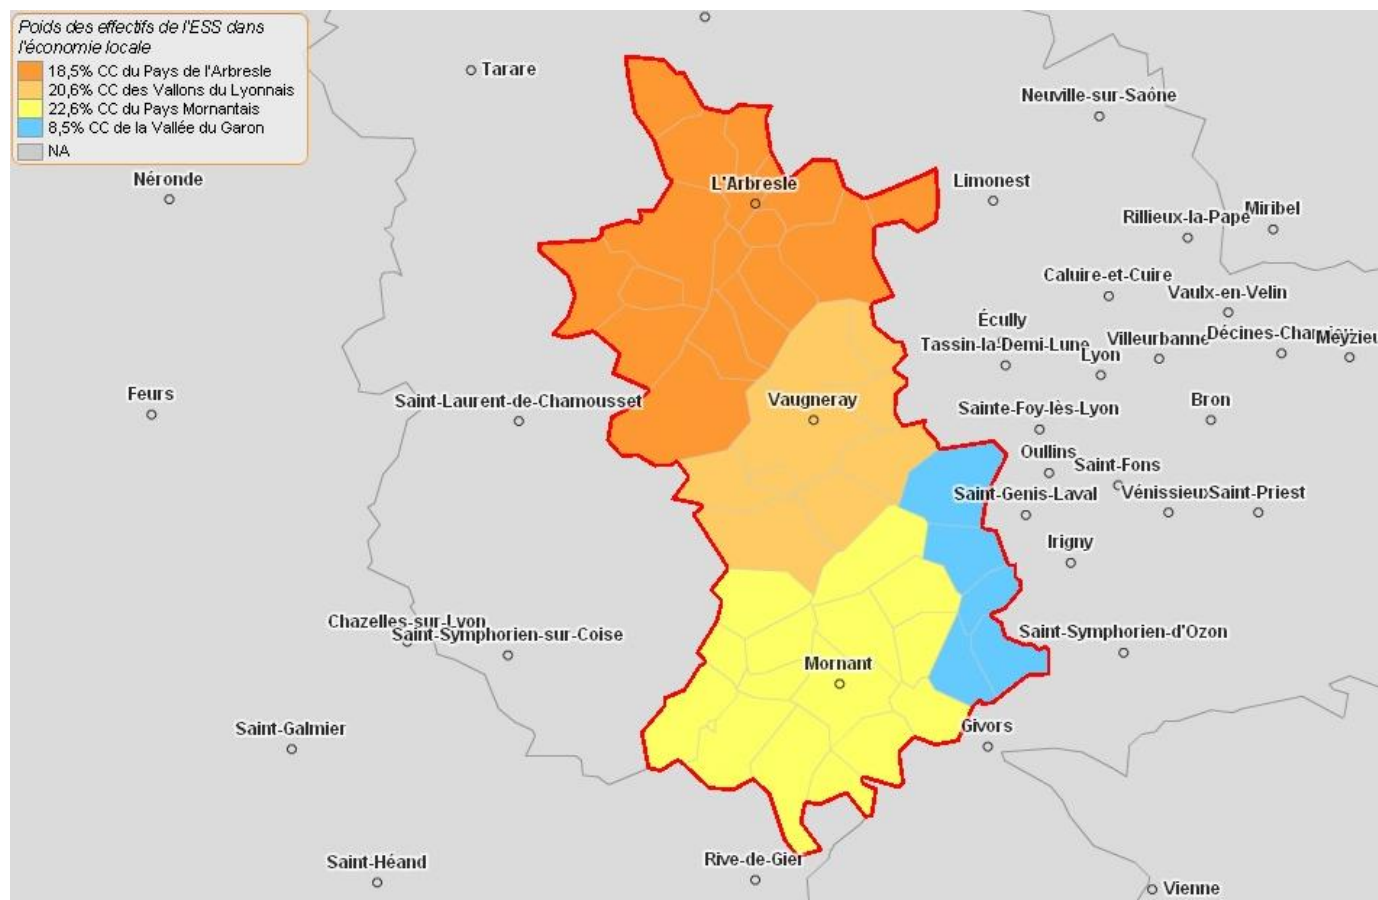 Poids des effectifs de l'ESS dans
l'économie locale
18,5% CC du Pays de l'Arbresle
20,6% CC des Vallons du Lyonnais
22,6% CC du Pays Mornantais
8,5% CC de la Vallée du Garon
NA
Tarare
Neuville-sur-Saône
Néronde
L'Arbresle
Limonest
Rillieux-la-Pape
Miribel
Caluire-et-Cuire
Vaulx-en-Velin
Écully
Tassin-la-Demi-Lune
Lyon
Villeurbanne
Décines-Char
Meyzieu
Feurs
Saint-Laurent-de-Chamousset
Vaugneray
Sainte-Foy-lès-Lyon
Bron
Oullins
Saint-Fons
Saint-Genis-Laval
Vénissieux
Saint-Priest
Irigny
Chazelles-sur-Lyon
Saint-Symphorien-sur-Coise
Saint-Symphorien-d'Ozon
Mornant
Saint-Galmier
Givors
Saint-Héand
Rive-de-Gier
Vienne